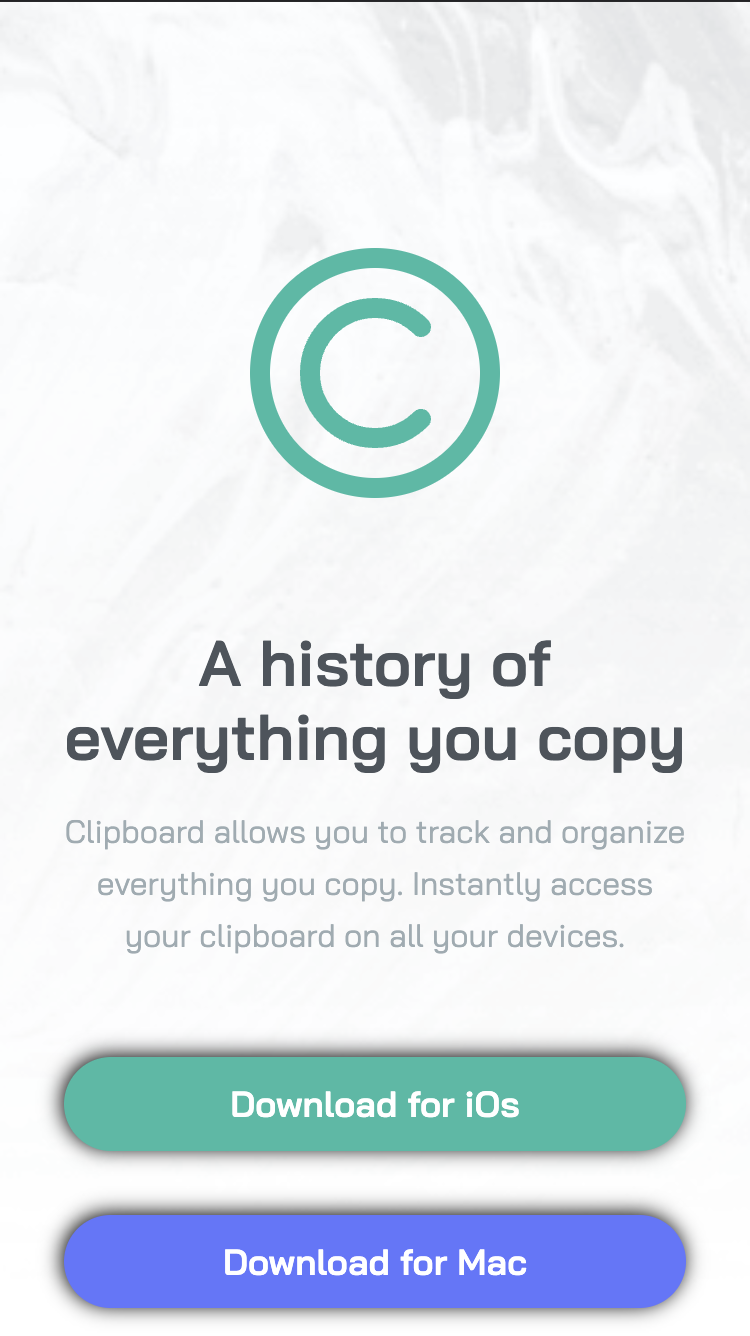 A history of
everything you copy
Clipboard allows you to track and organize
everything you copy. Instantly access
your clipboard on all your devices.
Download for iOs
Download for Mac